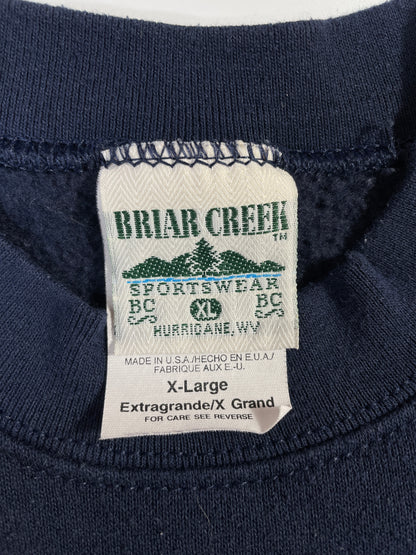 BRIAR CREEK
TM
SPORTSWEAR
BC XL BC
HURRICANE, WV
MADE IN U.S.A./HECHO EN E.U.A./
FABRIQUE AUX E.-U.
X-Large
Extragrande/X Grand
FOR CARE SEE REVERSE